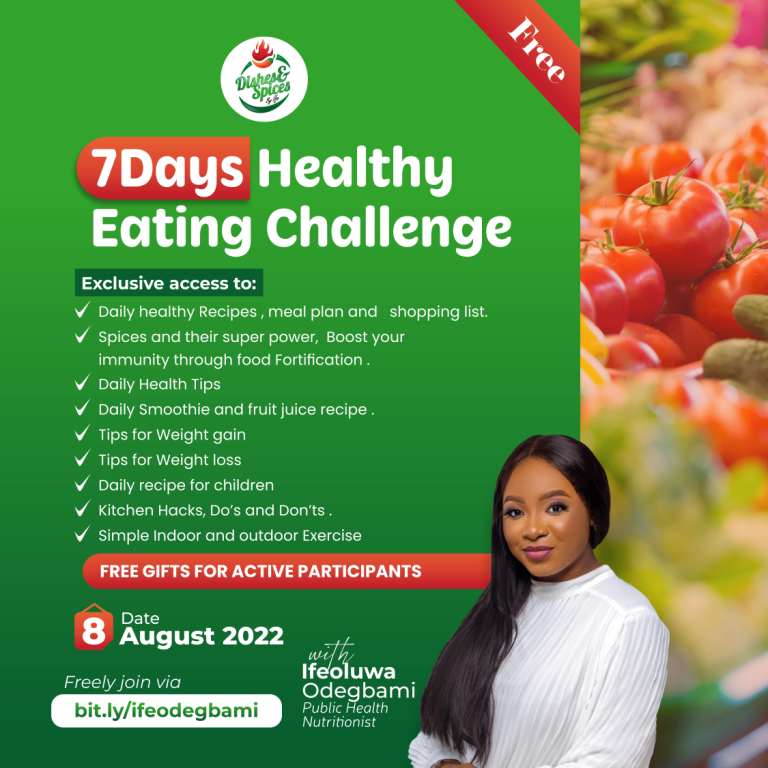 Free
Dishes&
Spices
By Ife
7Days Healthy
Eating Challenge
Exclusive access to:
Daily healthy Recipes , meal plan and shopping list.
Spices and their super power, Boost your
immunity through food Fortification .
Daily Health Tips
Daily Smoothie and fruit juice recipe .
Tips for Weight gain
Tips for Weight loss
Daily recipe for children
Kitchen Hacks, Do's and Don'ts .
Simple Indoor and outdoor Exercise
FREE GIFTS FOR ACTIVE PARTICIPANTS
8
Date
August 2022
Freely join via
bit.ly/ifeodegbami
with
Ifeoluwa
Odegbami
Public Health
Nutritionist